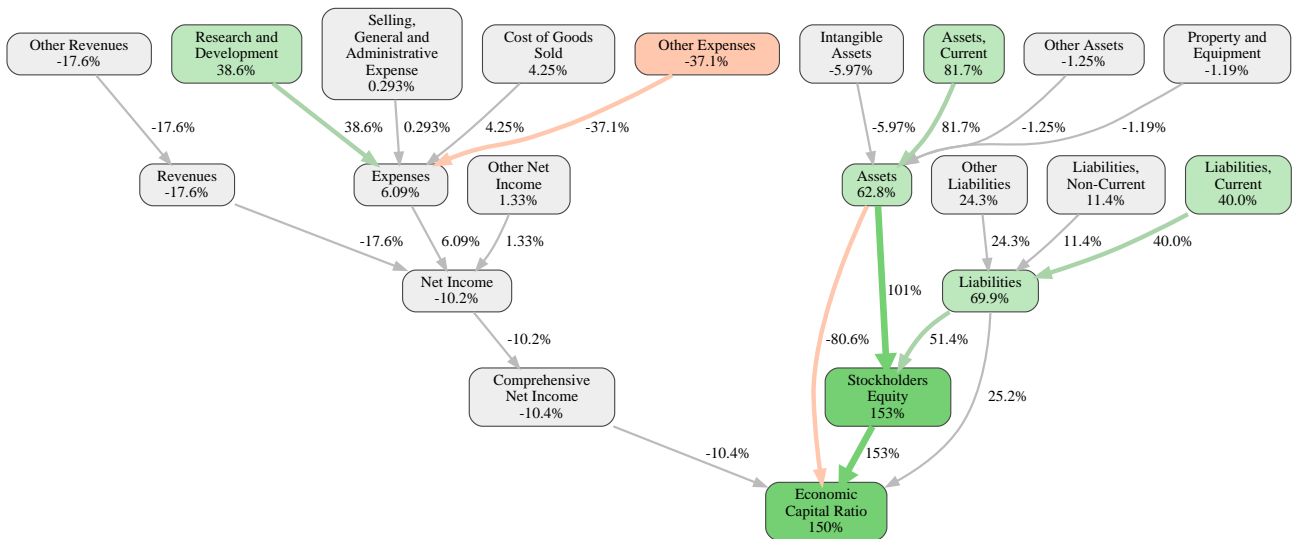 Other Revenues
-17.6%
Research and
Development
38.6%
Selling,
General and
Administrative
Expense
0.293%
Cost of Goods
Sold
4.25%
Other Expenses
-37.1%
Intangible
Assets
-5.97%
Assets,
Current
81.7%
Other Assets
-1.25%
Property and
Equipment
-1.19%
-17.6%
38.6%
0.293%
4.25%
-37.1%
-5.97%
81.7%
-1.25%
-1.19%
Revenues
-17.6%
Expenses
6.09%
Other Net
Income
1.33%
Assets
62.8%
Other
Liabilities
24.3%
Liabilities,
Non-Current
11.4%
Liabilities,
Current
40.0%
-17.6%
6.09%
1.33%
24.3%
11.4%
40.0%
Net Income
-10.2%
Liabilities
69.9%
101%
-10.2%
-80.6%
51.4%
Comprehensive
Net Income
-10.4%
Stockholders
Equity
153%
25.2%
-10.4%
153%
Economic
Capital Ratio
150%